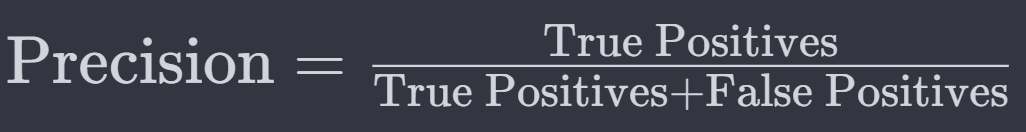 Precision = True Positives
True Positives+False Positives